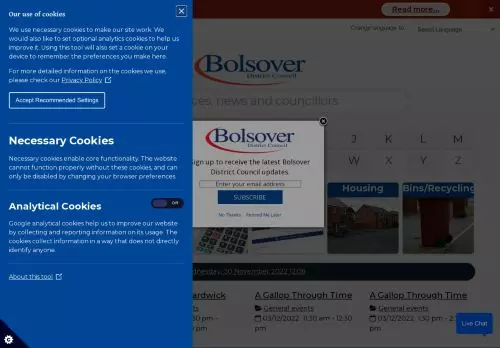 Our use of cookies
We use necessary cookies to make our site work. We
would also like to set optional analytics cookies to help us
improve it. Using this tool will also set a cookie on your
device to remember the preferences you make here.
For more detailed information on the cookies we use,
please check our Privacy Policy
Accept Recommended Settings
Necessary Cookies
Necessary cookies enable core functionality. The website
cannot function properly without these cookies, and can
only be disabled by changing your browser preferences.
Analytical Cookies
Off
Google analytics cookies help us to improve our website
by collecting and reporting information on its usage. The
cookies collect information in a way that does not directly
identify anyone.
About this tool
Read more...
Change language to:
Select Language
Bolsover
District Council
news and councillors
J K L M
W X Y Z
Bolsover
District Council
Sign up to receive the latest Bolsover
District Council updates.
Enter your email address
SUBSCRIBE
No Thanks
Remind Me Later
Housing
Bins/Recycling
30 November 2022 12:09
A Gallop Through Time
A Gallop Through Time
General events
General events
03/12/2022 11:30 am - 12:30
pm
03/12/2022 1:30 pm - 2:30
pm
Live Chat